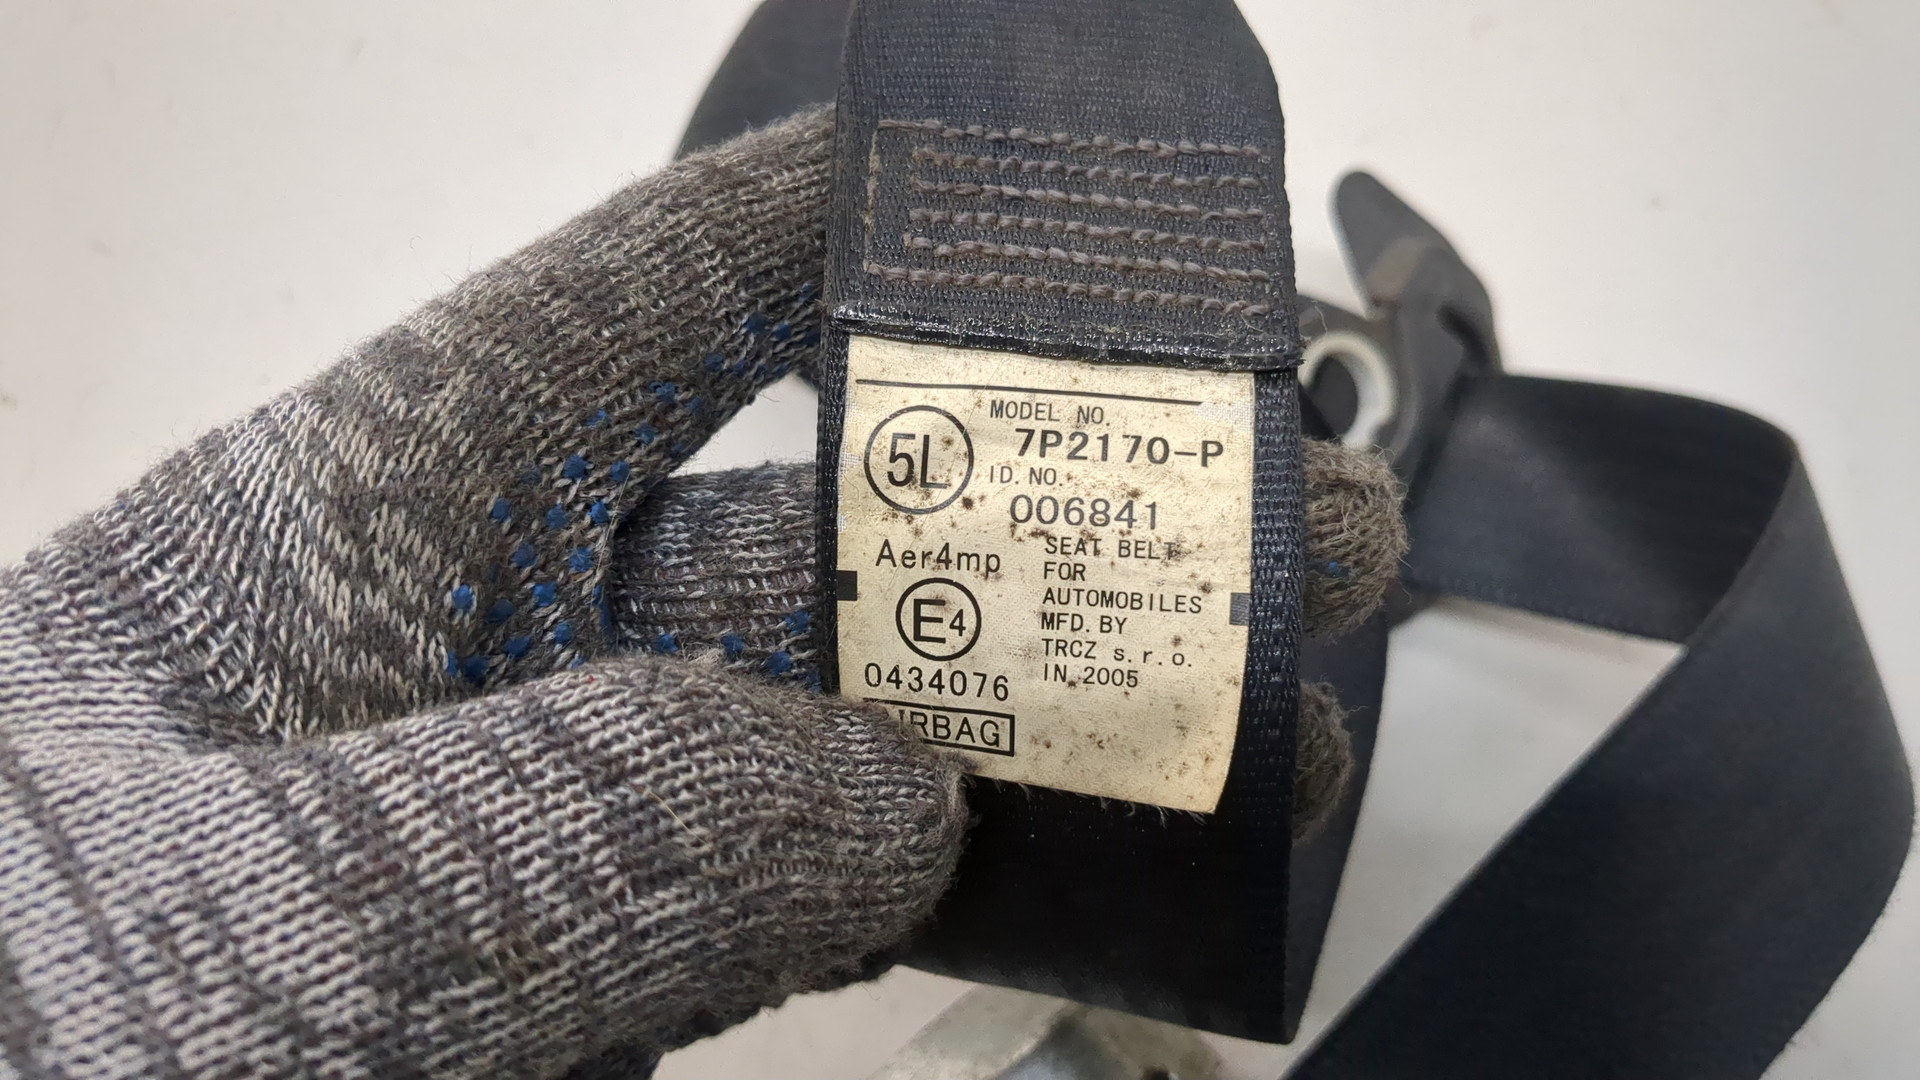 5L
MODEL NO.
7P2170-P
ID. NO.
006841
Aer4mp
E4
0434076
SEAT BELT
FOR
AUTOMOBILES
MFD. BY
TRCZ s.r.o.
IN 2005
IRBAG